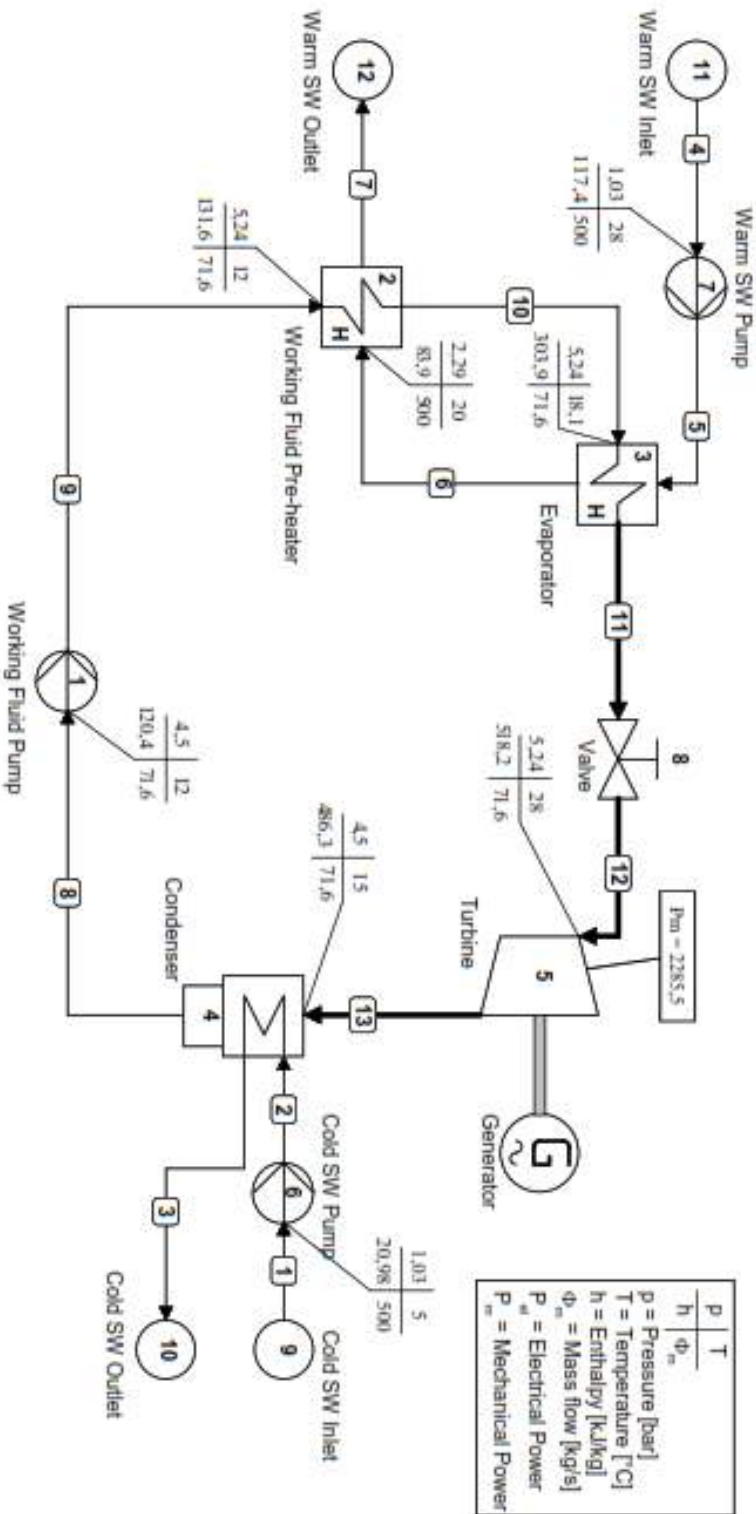 Warm SW Inlet
11
4
Warm SW Pump
7
1,03 28
117,4 500
5
Evaporator
3
H
5,24 18,1
303,9 71,6
11
Valve
8
12
5,24 28
518,2 71,6
Pm = 2285,5
Turbine
5
Generator
G
~
p T
h Φm
p = Pressure [bar]
T = Temperature [°C]
h = Enthalpy [kJ/kg]
Φm = Mass flow [kg/s]
Pel = Electrical Power
Pm = Mechanical Power
Warm SW Outlet
12
7
2
H
Working Fluid Pre-heater
10
6
2,29 20
83,9 500
5,24 12
131,6 71,6
13
4,5 15
486,3 71,6
Condenser
4
2
Cold SW Pump
6
1,03 5
20,98 500
1
Cold SW Inlet
9
3
Cold SW Outlet
10
9
Working Fluid Pump
1
4,5 12
120,4 71,6
8